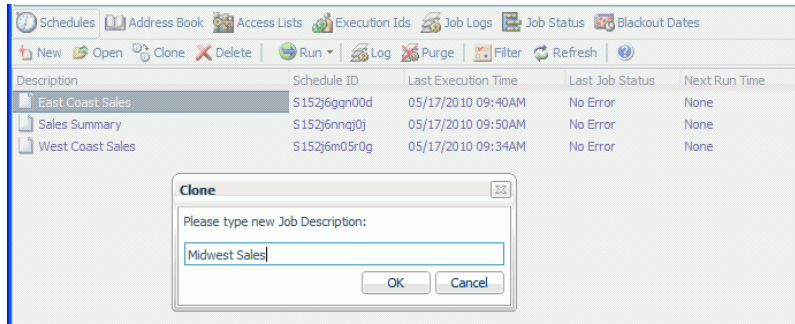 Schedules Address Book Access Lists Execution Ids Job Logs Job Status Blackout Dates
New Open Clone Delete Run Log Purge Filter Refresh
Description Schedule ID Last Execution Time Last Job Status Next Run Time
East Coast Sales S152j6gqn00d 05/17/2010 09:40AM No Error None
Sales Summary S152j6nnqj0j 05/17/2010 09:50AM No Error None
West Coast Sales S152j6m05r0g 05/17/2010 09:34AM No Error None
Clone
Please type new Job Description:
Midwest Sales
OK Cancel